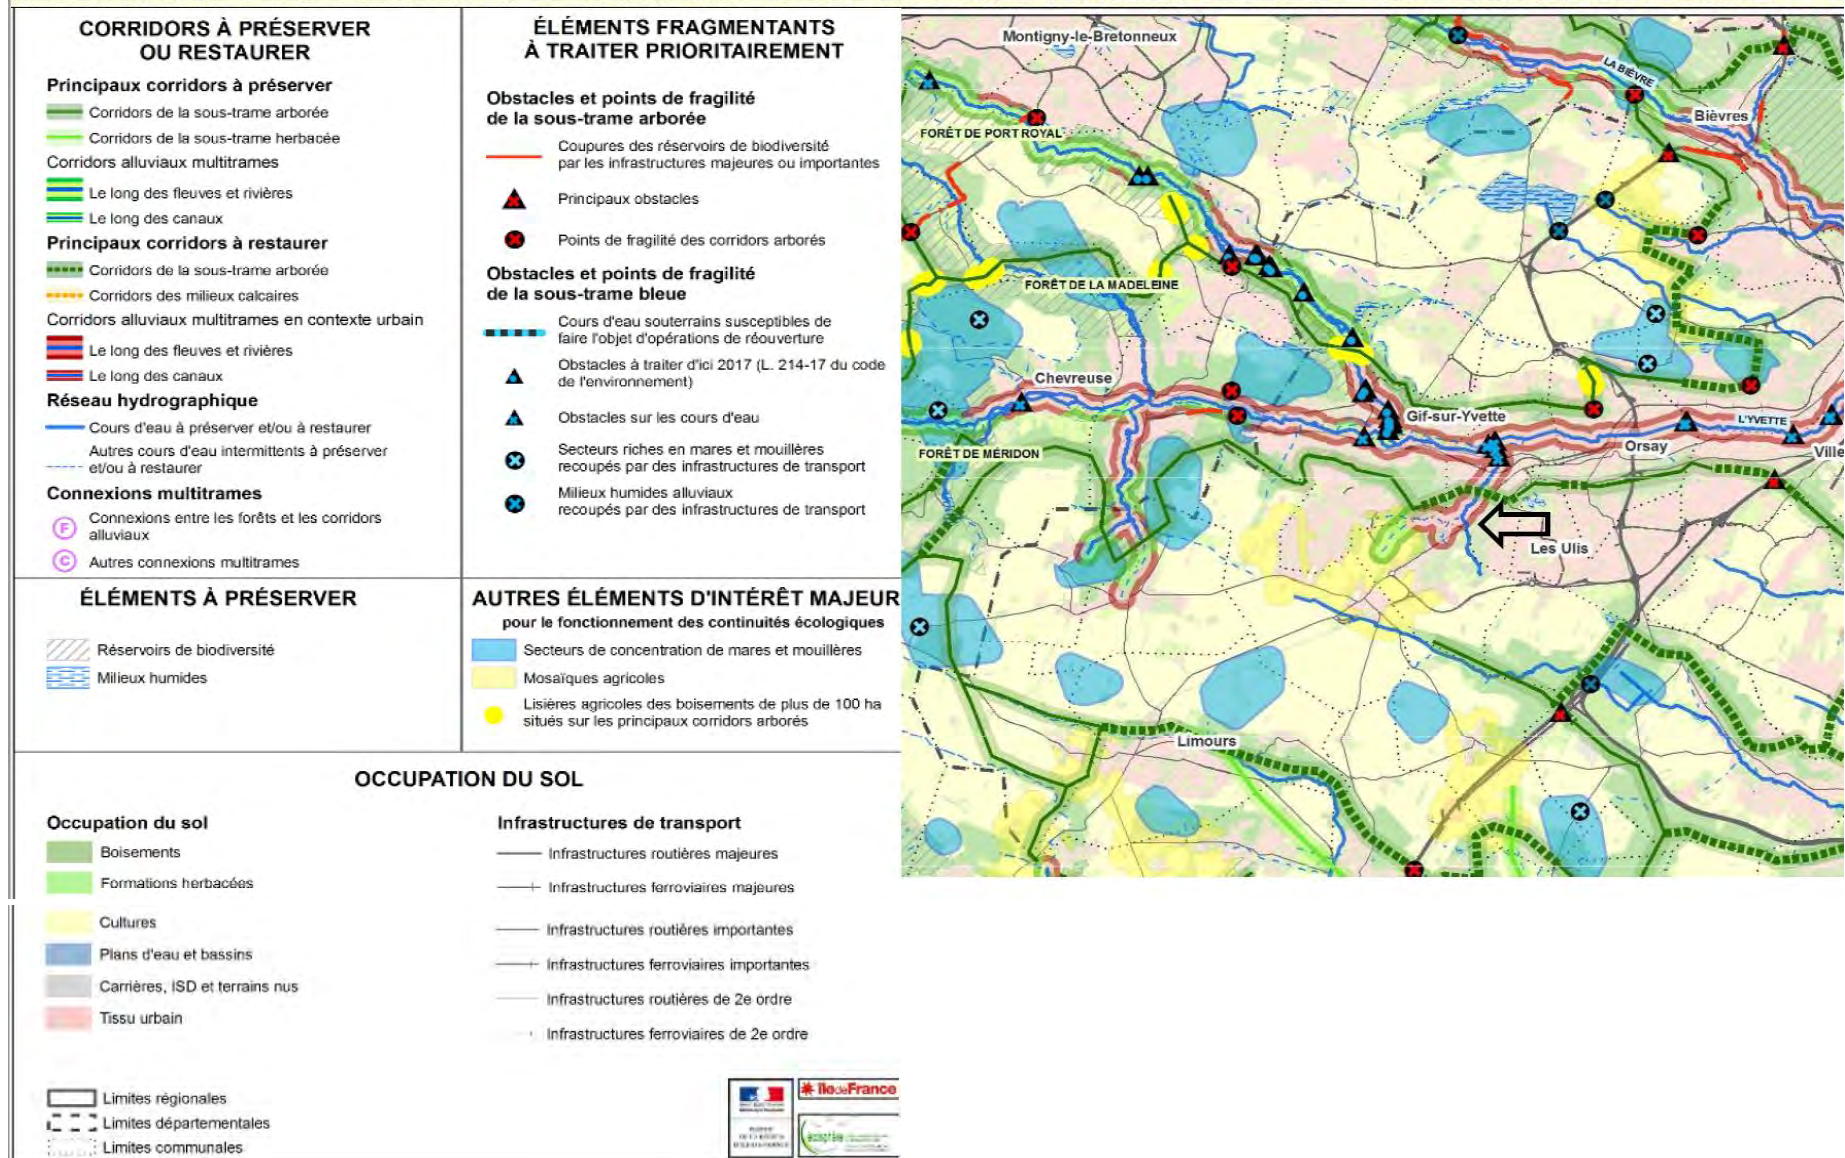 CORRIDORS À PRÉSERVER
OU RESTAURER
Principaux corridors à préserver
Corridors de la sous-trame arborée
Corridors de la sous-trame herbacée
Corridors alluviaux multitrames
Le long des fleuves et rivières
Le long des canaux
Principaux corridors à restaurer
Corridors de la sous-trame arborée
Corridors des milieux calcaires
Corridors alluviaux multitrames en contexte urbain
Le long des fleuves et rivières
Le long des canaux
Réseau hydrographique
Cours d'eau à préserver et/ou à restaurer
Autres cours d'eau intermittents à préserver
et/ou à restaurer
Connexions multitrames
F
Connexions entre les forêts et les corridors
alluviaux
C
Autres connexions multitrames
ÉLÉMENTS FRAGMENTANTS
À TRAITER PRIORITAIREMENT
Obstacles et points de fragilité
de la sous-trame arborée
Coupures des réservoirs de biodiversité
par les infrastructures majeures ou importantes
Principaux obstacles
Points de fragilité des corridors arborés
Obstacles et points de fragilité
de la sous-trame bleue
Cours d'eau souterrains susceptibles de
faire l'objet d'opérations de réouverture
Obstacles à traiter d'ici 2017 (L. 214-17 du code
de l'environnement)
Obstacles sur les cours d'eau
Secteurs riches en mares et mouillères
recoupés par des infrastructures de transport
Milieux humides alluviaux
recoupés par des infrastructures de transport
ÉLÉMENTS À PRÉSERVER
Réservoirs de biodiversité
Milieux humides
AUTRES ÉLÉMENTS D'INTÉRÊT MAJEUR
pour le fonctionnement des continuités écologiques
Secteurs de concentration de mares et mouillères
Mosaïques agricoles
Lisières agricoles des boisements de plus de 100 ha
situés sur les principaux corridors arborés
OCCUPATION DU SOL
Occupation du sol
Boisements
Formations herbacées
Cultures
Plans d'eau et bassins
Carrières, ISD et terrains nus
Tissu urbain
Infrastructures de transport
Infrastructures routières majeures
Infrastructures ferroviaires majeures
Infrastructures routières importantes
Infrastructures ferroviaires importantes
Infrastructures routières de 2e ordre
Infrastructures ferroviaires de 2e ordre
Limites régionales
Limites départementales
Limites communales
îledeFrance
Montigny-le-Bretonneux
LA BIÈVRE
Bièvres
FORÊT DE PORT ROYAL
FORÊT DE LA MADELEINE
Chevreuse
Gif-sur-Yvette
L'YVETTE
Orsay
Ville
FORÊT DE MÉRIDON
Les Ulis
Limours